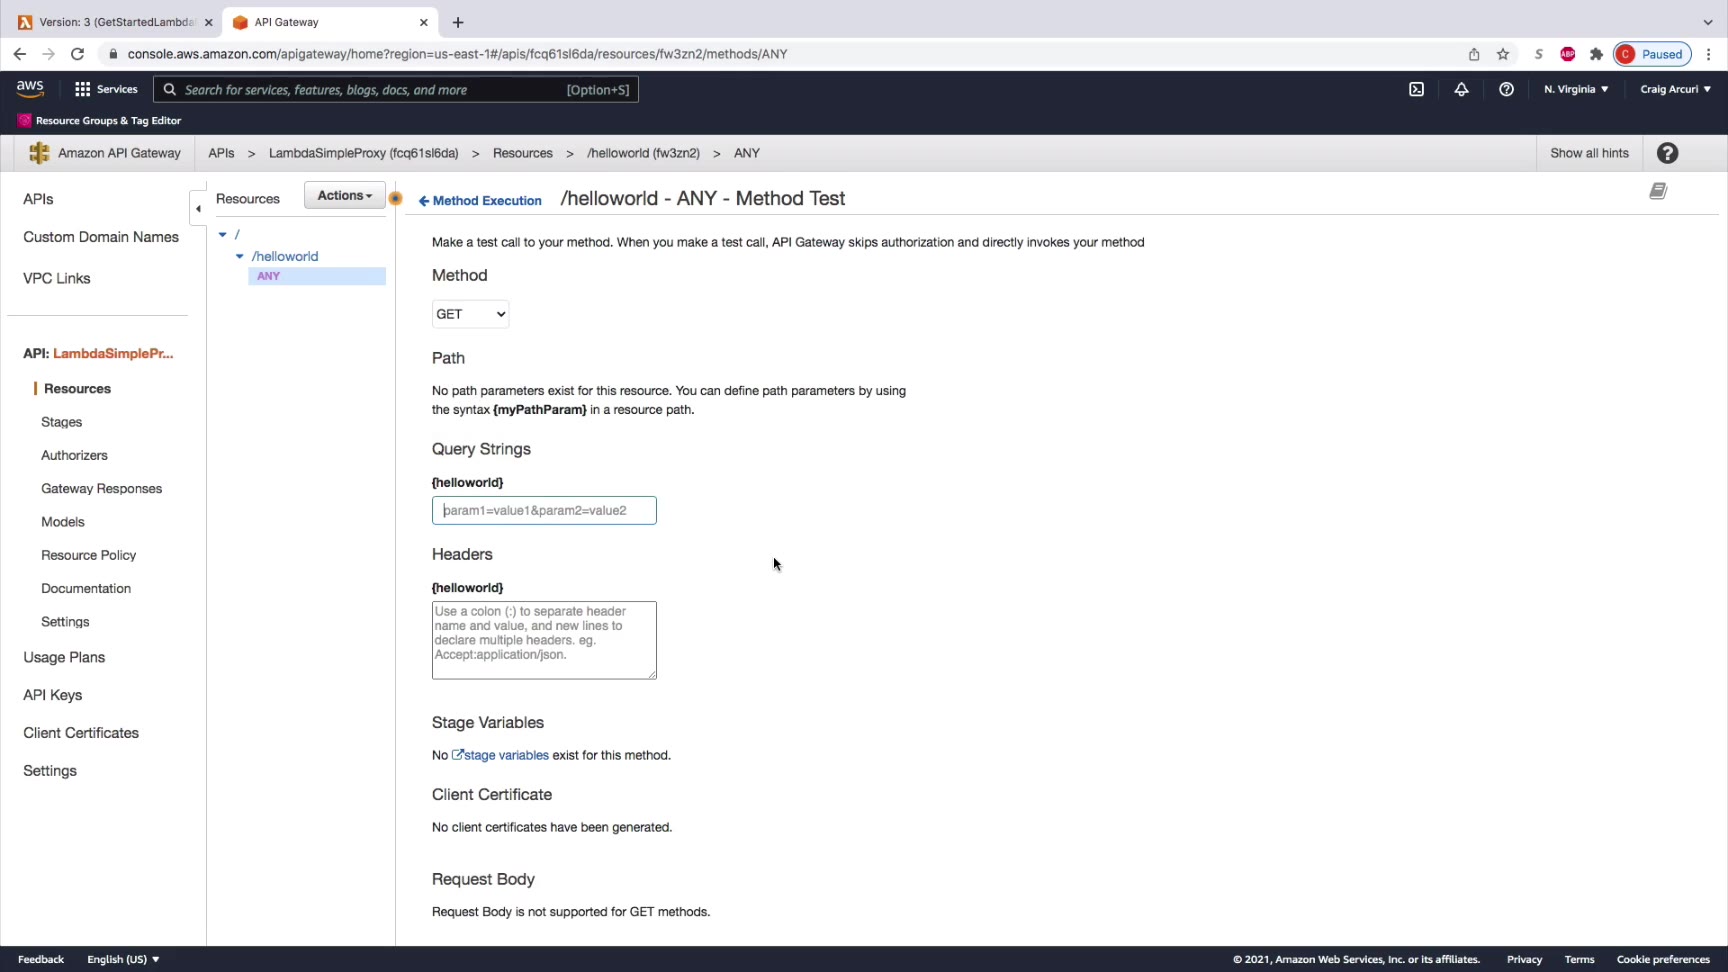 Version: 3 (GetStartedLambda
API Gateway
console.aws.amazon.com/apigateway/home?region=us-east-1#/apis/fcq61sl6da/resources/fw3zn2/methods/ANY
S
ABP
C Paused
aws
Services
Search for services, features, blogs, docs, and more [Option+S]
N. Virginia
Craig Arcuri
Resource Groups & Tag Editor
Amazon API Gateway
APIs > LambdaSimpleProxy (fcq61sl6da) > Resources > /helloworld (fw3zn2) > ANY
Show all hints
?
APIs
Custom Domain Names
VPC Links
API: LambdaSimplePr...
Resources
Stages
Authorizers
Gateway Responses
Models
Resource Policy
Documentation
Settings
Usage Plans
API Keys
Client Certificates
Settings
Resources
Actions
/
/helloworld
ANY
Method Execution
/helloworld - ANY - Method Test
Make a test call to your method. When you make a test call, API Gateway skips authorization and directly invokes your method
Method
GET
Path
No path parameters exist for this resource. You can define path parameters by using
the syntax {myPathParam} in a resource path.
Query Strings
{helloworld}
param1=value1&param2=value2
Headers
{helloworld}
Use a colon (:) to separate header
name and value, and new lines to
declare multiple headers. eg.
Accept:application/json.
Stage Variables
No stage variables exist for this method.
Client Certificate
No client certificates have been generated.
Request Body
Request Body is not supported for GET methods.
Feedback
English (US)
© 2021, Amazon Web Services, Inc. or its affiliates.
Privacy
Terms
Cookie preferences